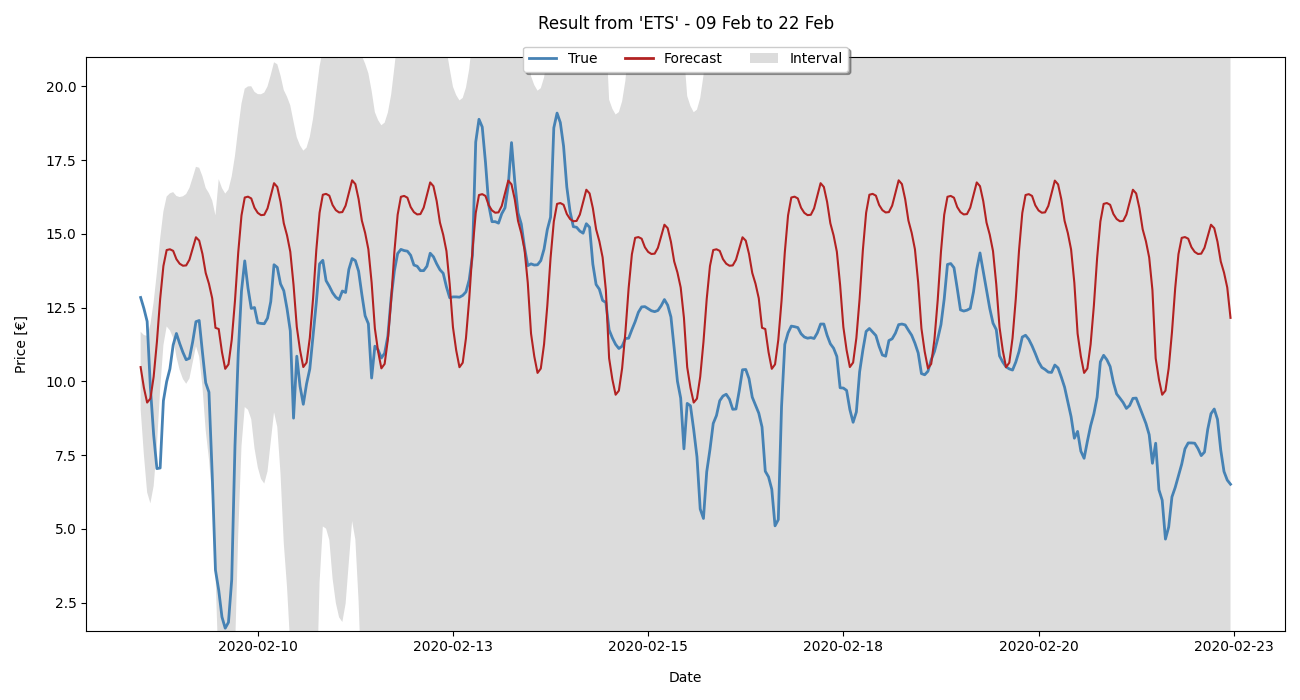 Result from 'ETS' - 09 Feb to 22 Feb
True Forecast Interval
20.0
17.5
15.0
12.5
10.0
7.5
5.0
2.5
Price [€]
2020-02-10 2020-02-13 2020-02-15 2020-02-18 2020-02-20 2020-02-23
Date